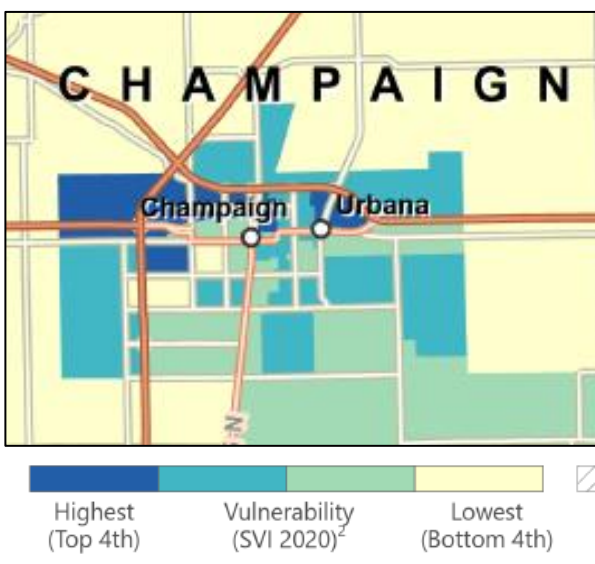 CHAMPAIGN
Champaign
Urbana
N
Highest
(Top 4th)
Vulnerability
(SVI 2020)²
Lowest
(Bottom 4th)